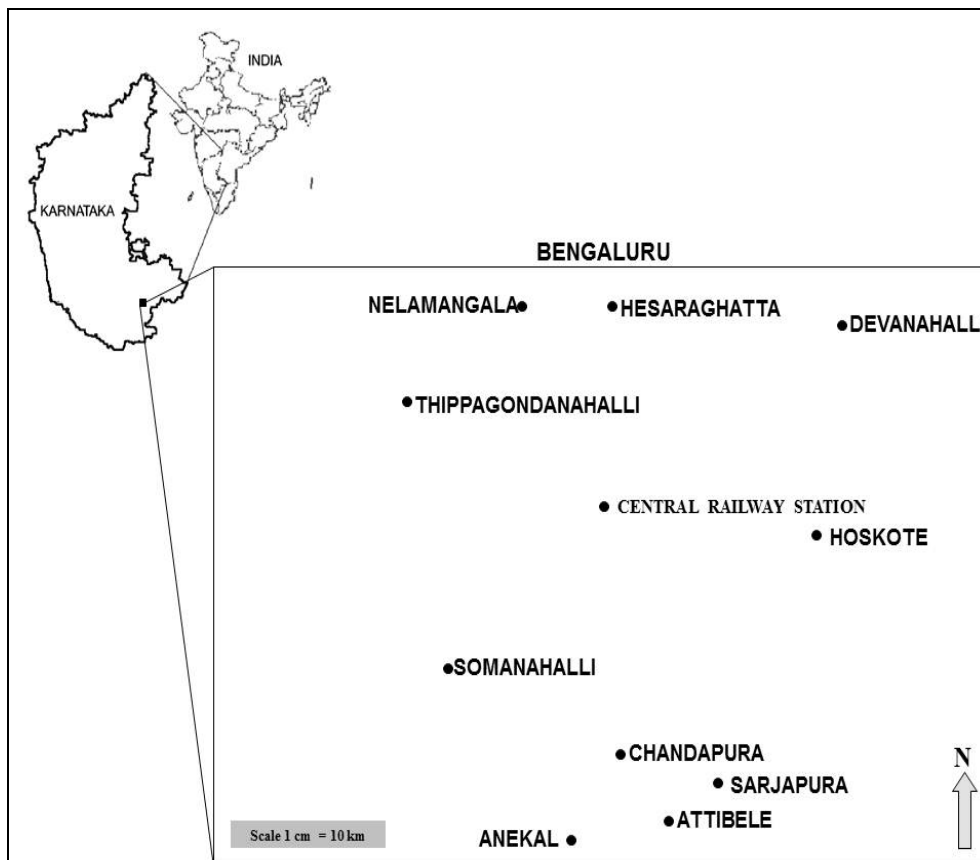 INDIA
KARNATAKA
BENGALURU
NELAMANGALA
HESARAGHATTA
DEVANAHALL
THIPPAGONDANAHALLI
CENTRAL RAILWAY STATION
HOSKOTE
SOMANAHALLI
CHANDAPURA
N
SARJAPURA
ATTIBELE
Scale 1 cm = 10 km
ANEKAL